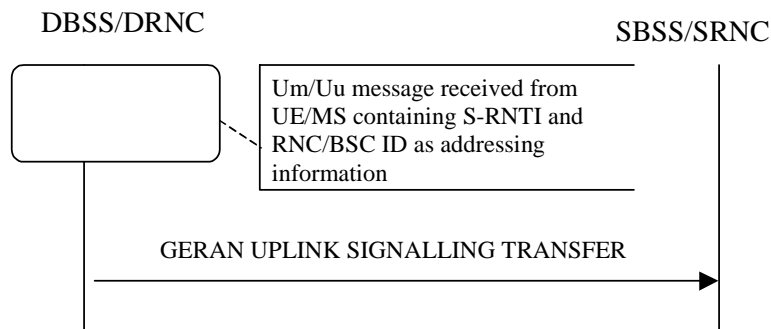 DBSS/DRNC
SBSS/SRNC
Um/Uu message received from
UE/MS containing S-RNTI and
RNC/BSC ID as addressing
information
GERAN UPLINK SIGNALLING TRANSFER